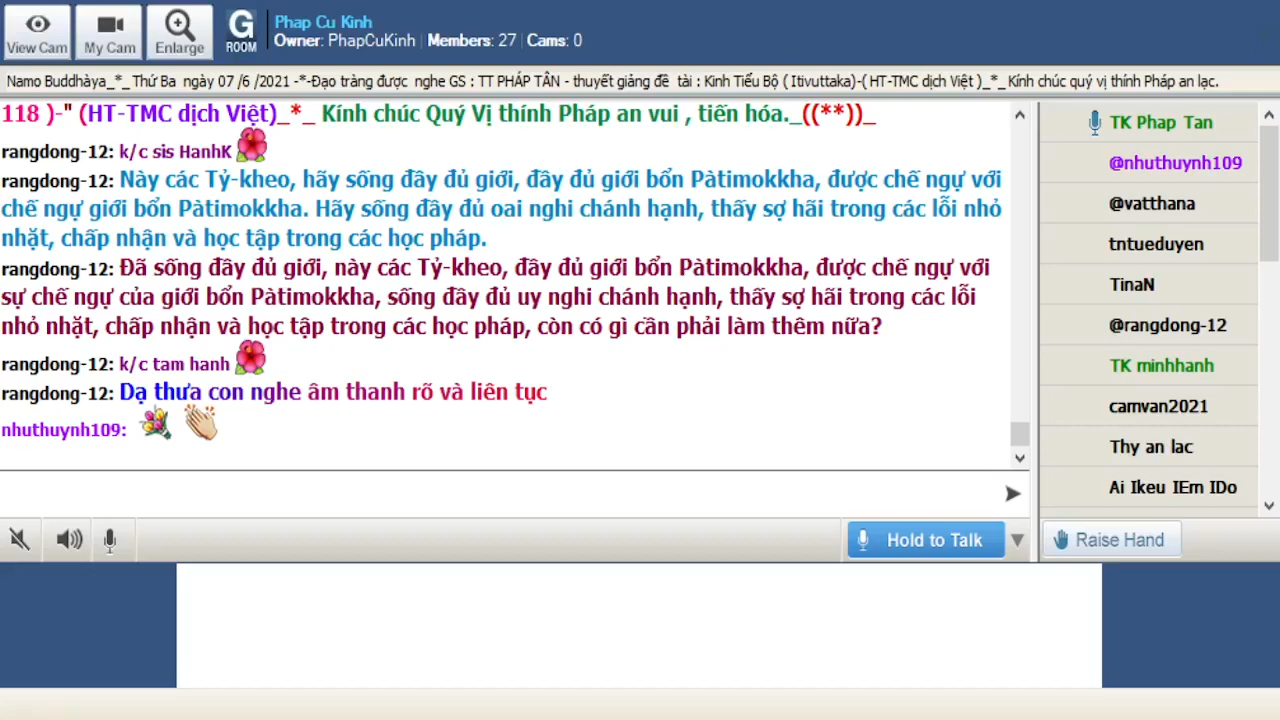 View Cam
My Cam
Enlarge
G
ROOM
Phap Cu Kinh
Owner: PhapCuKinh | Members: 27 | Cams: 0
Namo Buddhàya_*_ Thứ Ba ngày 07 /6 /2021 -*-Đạo tràng được nghe GS : TT PHÁP TÂN - thuyết giảng đề tài : Kinh Tiểu Bộ ( Itivuttaka)-( HT-TMC dịch Việt )_*_Kính chúc quý vị thính Pháp an lạc.
118 )-" (HT-TMC dịch Việt)_*_ Kính chúc Quý Vị thính Pháp an vui , tiến hóa._((**))_
rangdong-12: k/c sis HanhK
rangdong-12: Này các Tỷ-kheo, hãy sống đầy đủ giới, đầy đủ giới bổn Pàtimokkha, được chế ngự với
chế ngự giới bổn Pàtimokkha. Hãy sống đầy đủ oai nghi chánh hạnh, thấy sợ hãi trong các lỗi nhỏ
nhặt, chấp nhận và học tập trong các học pháp.
rangdong-12: Đã sống đầy đủ giới, này các Tỷ-kheo, đầy đủ giới bổn Pàtimokkha, được chế ngự với
sự chế ngự của giới bổn Pàtimokkha, sống đầy đủ uy nghi chánh hạnh, thấy sợ hãi trong các lỗi
nhỏ nhặt, chấp nhận và học tập trong các học pháp, còn có gì cần phải làm thêm nữa?
rangdong-12: k/c tam hanh
rangdong-12: Dạ thưa con nghe âm thanh rõ và liên tục
nhuthuynh109:
TK Phap Tan
@nhuthuynh109
@vatthana
tntueduyen
TinaN
@rangdong-12
TK minhhanh
camvan2021
Thy an lac
Ai Ikeu IEm IDo
Hold to Talk
Raise Hand